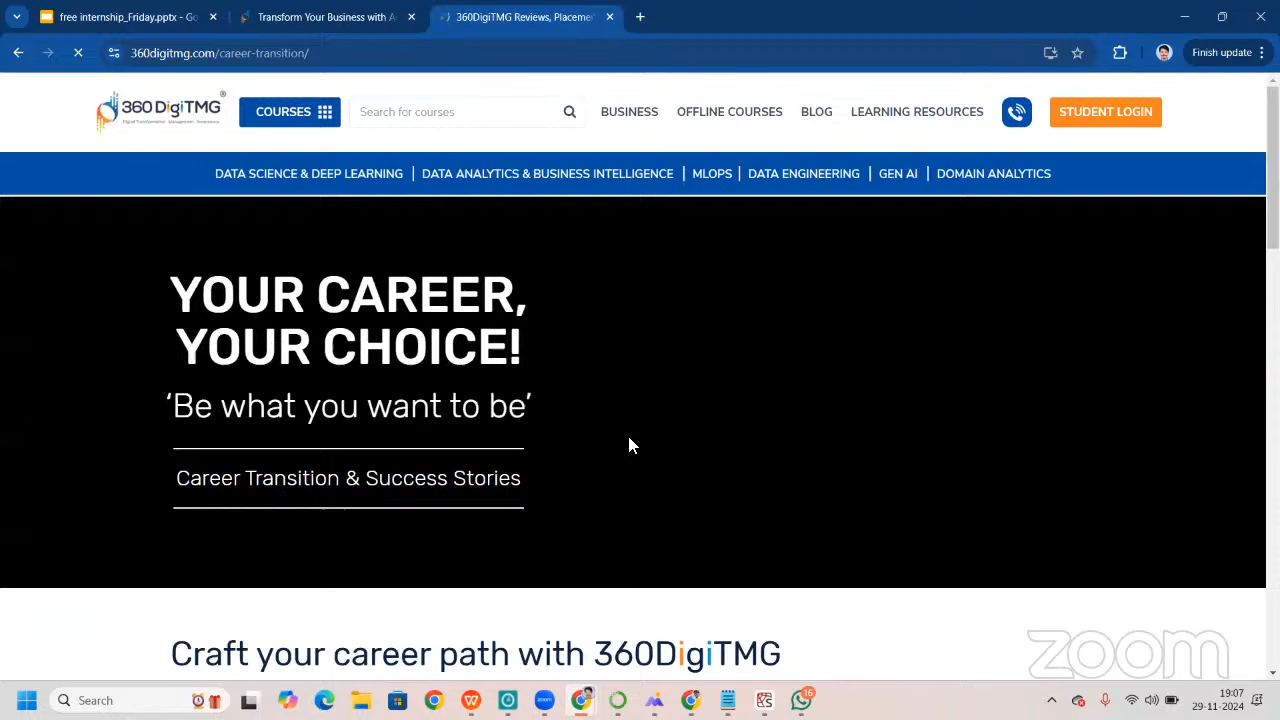 free internship_Friday.pptx - Go
Transform Your Business with A
360DigiTMG Reviews, Placeme
360digitmg.com/career-transition/
Finish update
360DigiTMG
®
COURSES
Search for courses
BUSINESS
OFFLINE COURSES
BLOG
LEARNING RESOURCES
STUDENT LOGIN
DATA SCIENCE & DEEP LEARNING
DATA ANALYTICS & BUSINESS INTELLIGENCE
MLOPS
DATA ENGINEERING
GEN AI
DOMAIN ANALYTICS
YOUR CAREER,
YOUR CHOICE!
‘Be what you want to be’
Career Transition & Success Stories
Craft your career path with 360DigiTMG
zoom
Search
16
19:07
29-11-2024